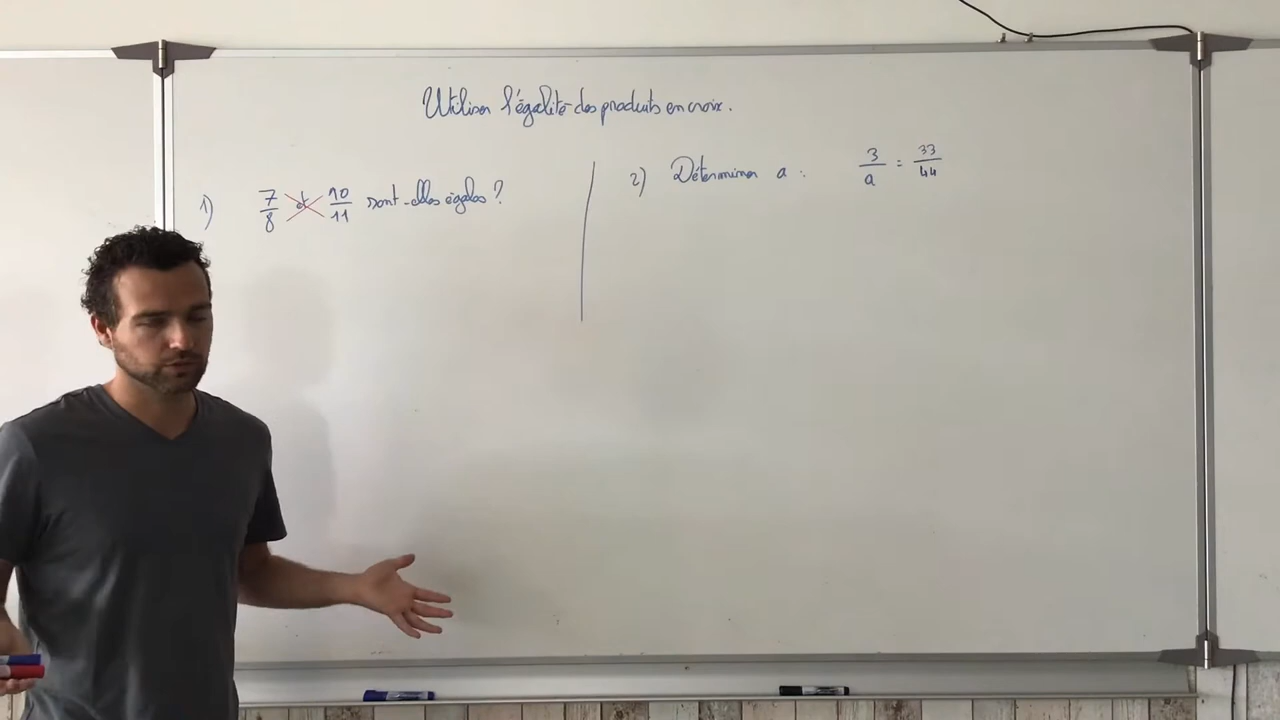 Utiliser l'égalité des produits en croix.
1) 7/8 et 10/11 sont-elles égales ?
2) Déterminer a : 3/a = 33/44